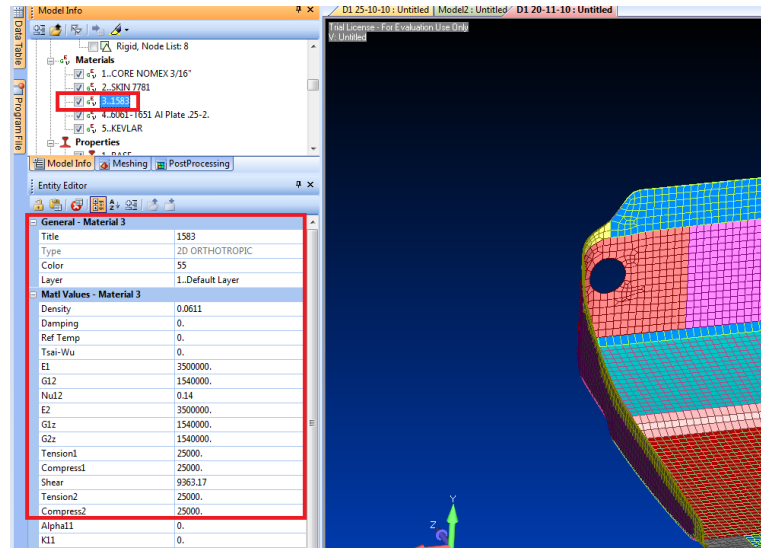 Model Info
D1 25-10-10 : Untitled Model2 : Untitled D1 20-11-10 : Untitled
Trial License - For Evaluation Use Only
V: Untitled
Data Table
Program File
Rigid, Node List: 8
Materials
1..CORE NOMEX 3/16"
2..SKIN 7781
3..1583
4..6061-T651 Al Plate .25-2.
5..KEVLAR
Properties
Model Info Meshing PostProcessing
Entity Editor
General - Material 3
Title 1583
Type 2D ORTHOTROPIC
Color 55
Layer 1..Default Layer
Matl Values - Material 3
Density 0.0611
Damping 0.
Ref Temp 0.
Tsai-Wu 0.
E1 3500000.
G12 1540000.
Nu12 0.14
E2 3500000.
G1z 1540000.
G2z 1540000.
Tension1 25000.
Compress1 25000.
Shear 9363.17
Tension2 25000.
Compress2 25000.
Alpha11 0.
K11 0.
Y
Z